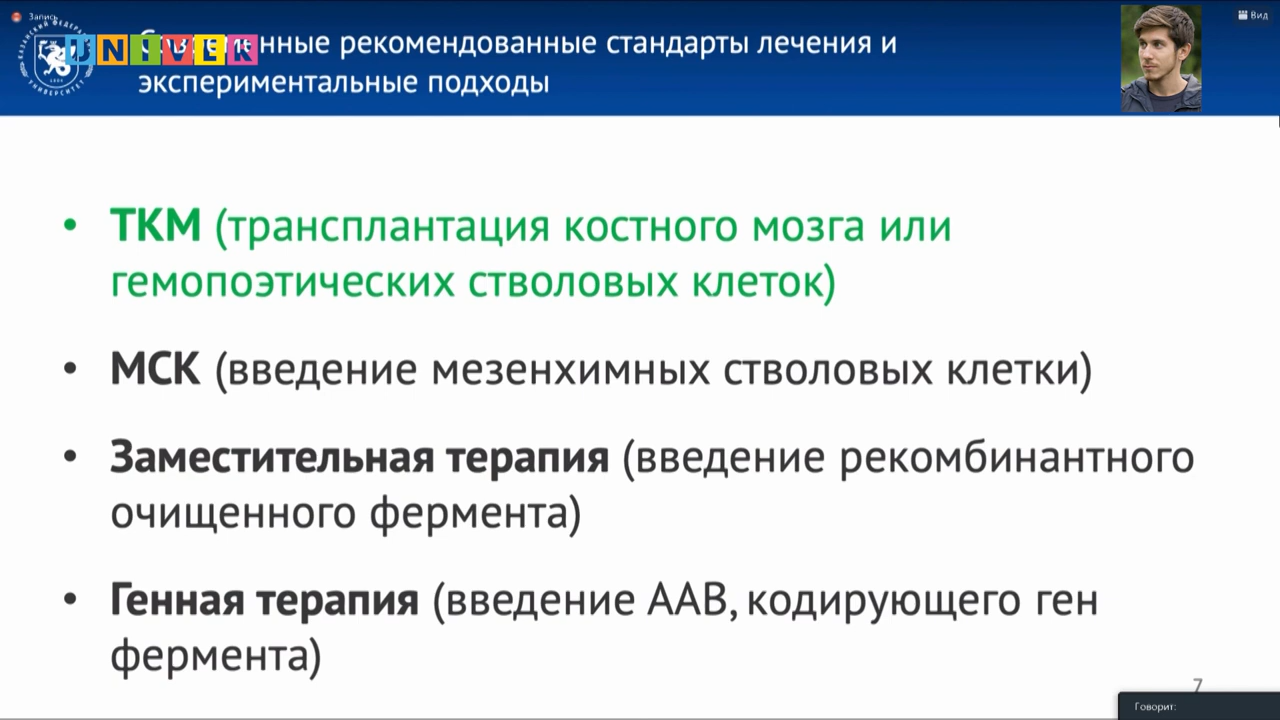 Запись
Вид
UNIVER
Современные рекомендованные стандарты лечения и
экспериментальные подходы
• ТКМ (трансплантация костного мозга или
гемопоэтических стволовых клеток)
• МСК (введение мезенхимных стволовых клетки)
• Заместительная терапия (введение рекомбинантного
очищенного фермента)
• Генная терапия (введение ААВ, кодирующего ген
фермента)
7
Говорит: